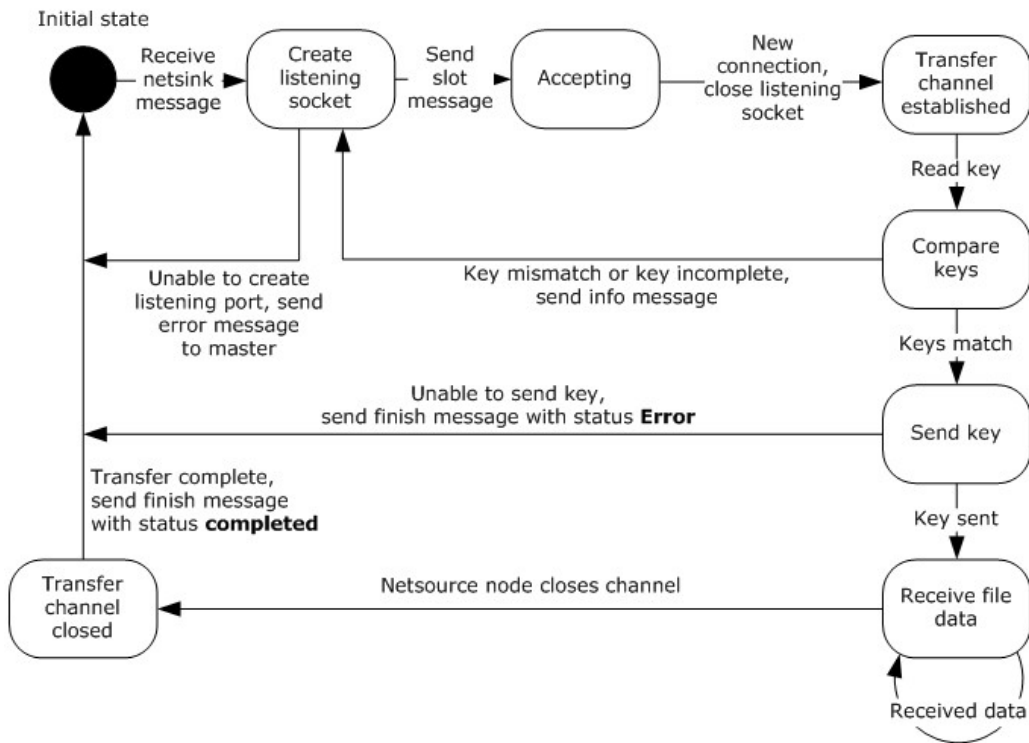 Initial state
Receive
netsink
message
Create
listening
socket
Send
slot
message
Accepting
New
connection,
close listening
socket
Transfer
channel
established
Read key
Compare
keys
Key mismatch or key incomplete,
send info message
Unable to create
listening port, send
error message
to master
Keys match
Unable to send key,
send finish message with status Error
Send key
Transfer complete,
send finish message
with status completed
Key sent
Transfer
channel
closed
Netsource node closes channel
Receive file
data
Received data